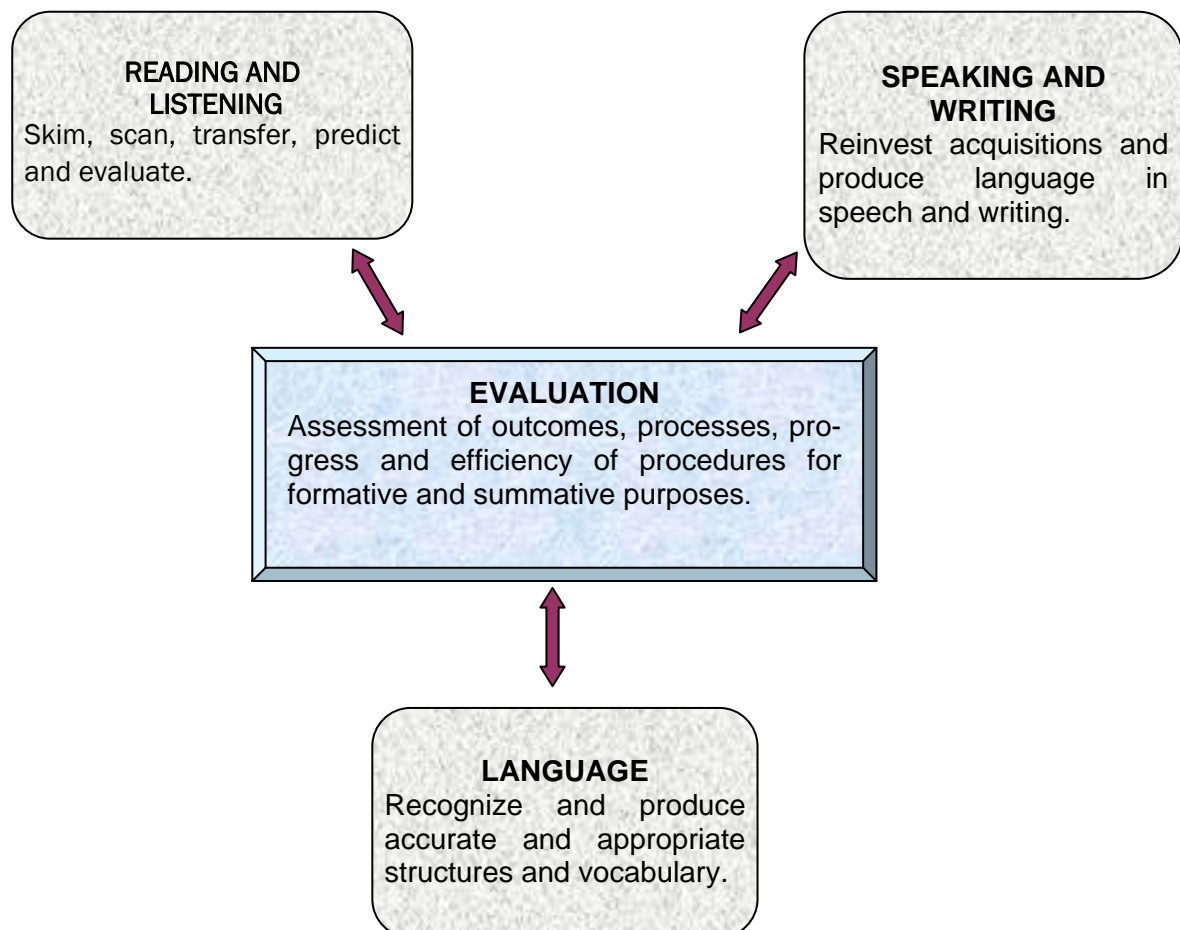 READING AND
LISTENING
Skim, scan, transfer, predict
and evaluate.
SPEAKING AND
WRITING
Reinvest acquisitions and
produce language in
speech and writing.
EVALUATION
Assessment of outcomes, processes, pro-
gress and efficiency of procedures for
formative and summative purposes.
LANGUAGE
Recognize and produce
accurate and appropriate
structures and vocabulary.